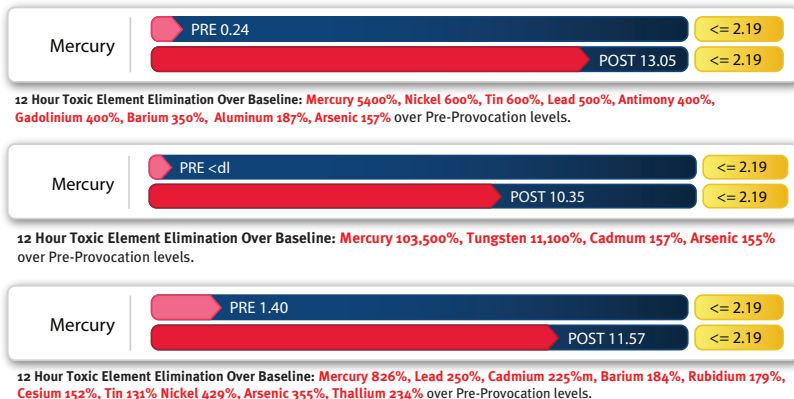 Mercury
PRE 0.24
<= 2.19
POST 13.05
<= 2.19
12 Hour Toxic Element Elimination Over Baseline: Mercury 5400%, Nickel 600%, Tin 600%, Lead 500%, Antimony 400%,
Gadolinium 400%, Barium 350%, Aluminum 187%, Arsenic 157% over Pre-Provocation levels.
Mercury
PRE <dl
<= 2.19
POST 10.35
<= 2.19
12 Hour Toxic Element Elimination Over Baseline: Mercury 103,500%, Tungsten 11,100%, Cadmum 157%, Arsenic 155%
over Pre-Provocation levels.
Mercury
PRE 1.40
<= 2.19
POST 11.57
<= 2.19
12 Hour Toxic Element Elimination Over Baseline: Mercury 826%, Lead 250%, Cadmium 225%m, Barium 184%, Rubidium 179%,
Cesium 152%, Tin 131% Nickel 429%, Arsenic 355%, Thallium 234% over Pre-Provocation levels.